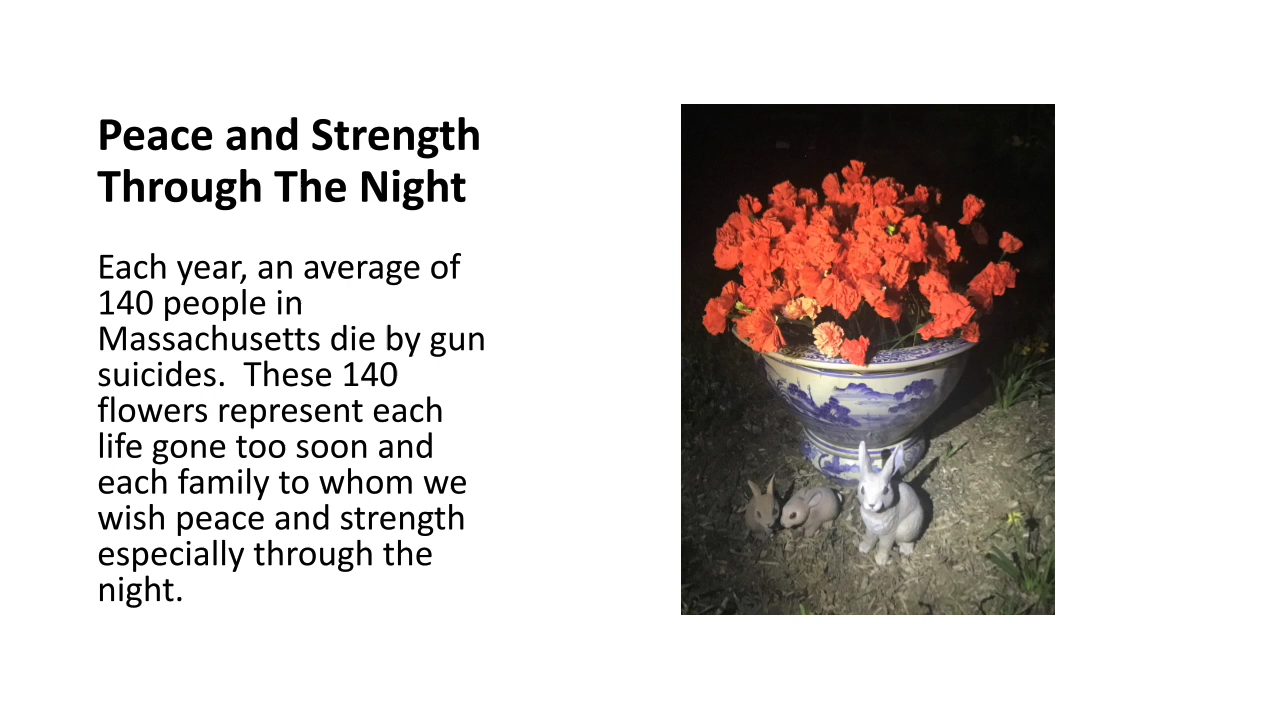 Peace and Strength
Through The Night
Each year, an average of
140 people in
Massachusetts die by gun
suicides.  These 140
flowers represent each
life gone too soon and
each family to whom we
wish peace and strength
especially through the
night.